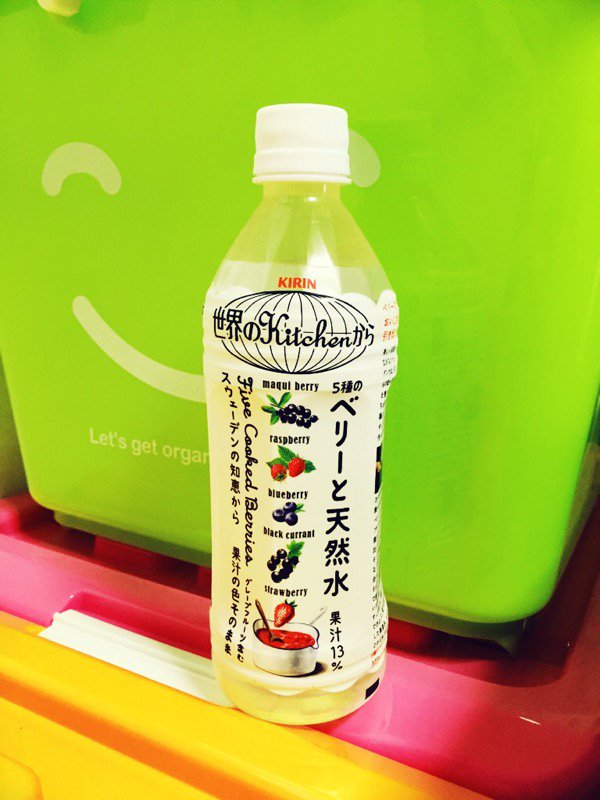 KIRIN
世界のKitchenから
5種の
ベリーと天然水
果汁13%
maqui berry
raspberry
blueberry
black currant
strawberry
Five Cooked Berries
スウェーデンの知恵から
グレープフルーツ含む
果汁の色そのまま
Let's get organ